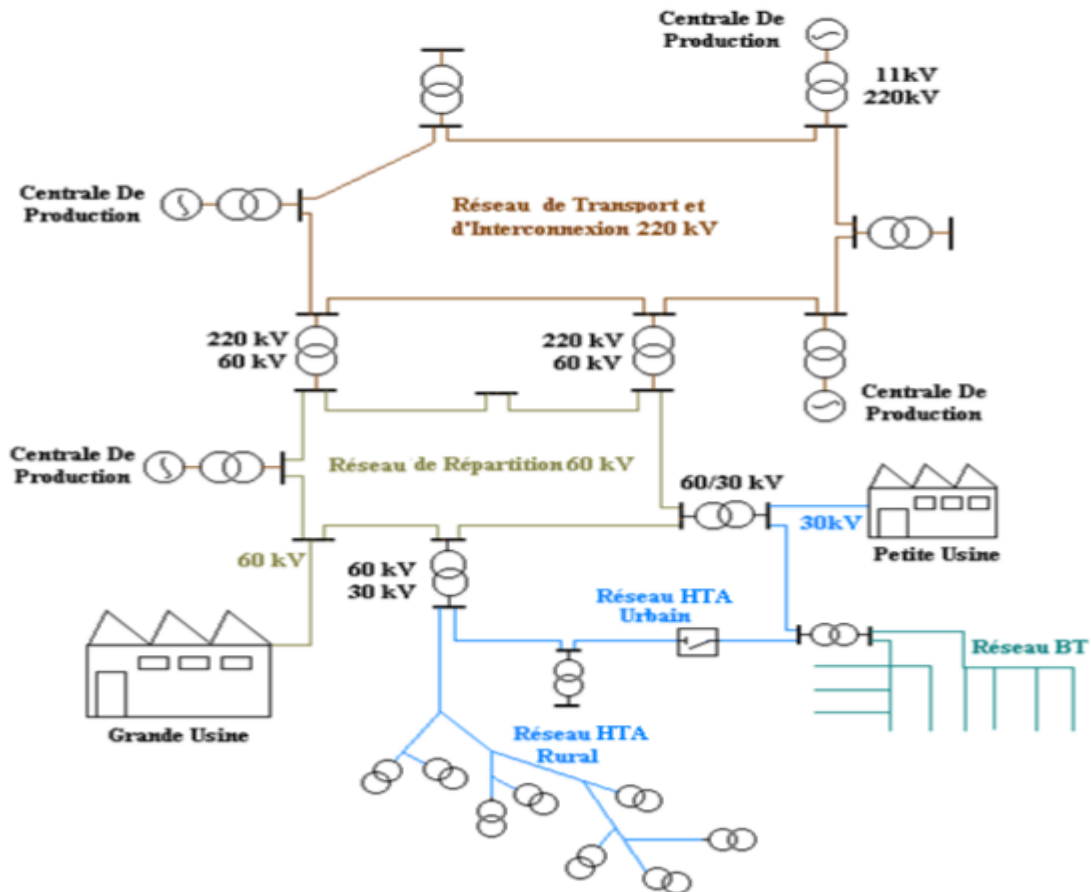 Centrale De
Production
11kV
220kV
Centrale De
Production
Réseau de Transport et
d'Interconnexion 220 kV
220 kV
60 kV
220 kV
60 kV
Centrale De
Production
Centrale De
Production
Réseau de Répartition 60 kV
60/30 kV
30kV
Petite Usine
60 kV
60 kV
30 kV
Réseau HTA
Urbain
Réseau BT
Grande Usine
Réseau HTA
Rural